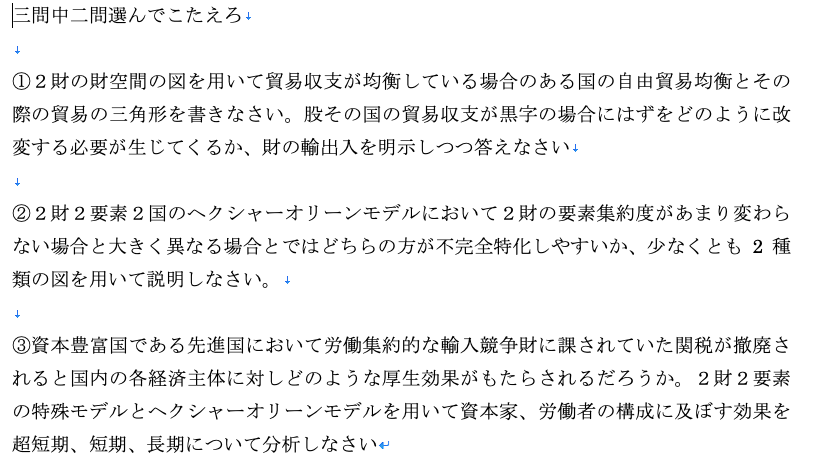 三問中二問選んでこたえろ↓
↓
①２財の財空間の図を用いて貿易収支が均衡している場合のある国の自由貿易均衡とその
際の貿易の三角形を書きなさい。股その国の貿易収支が黒字の場合にはずをどのように改
変する必要が生じてくるか、財の輸出入を明示しつつ答えなさい↓
↓
②２財２要素２国のヘクシャーオリーンモデルにおいて２財の要素集約度があまり変わら
ない場合と大きく異なる場合とではどちらの方が不完全特化しやすいか、少なくとも 2 種
類の図を用いて説明しなさい。↓
↓
③資本豊富国である先進国において労働集約的な輸入競争財に課されていた関税が撤廃さ
れると国内の各経済主体に対しどのような厚生効果がもたらされるだろうか。２財２要素
の特殊モデルとヘクシャーオリーンモデルを用いて資本家、労働者の構成に及ぼす効果を
超短期、短期、長期について分析しなさい↵